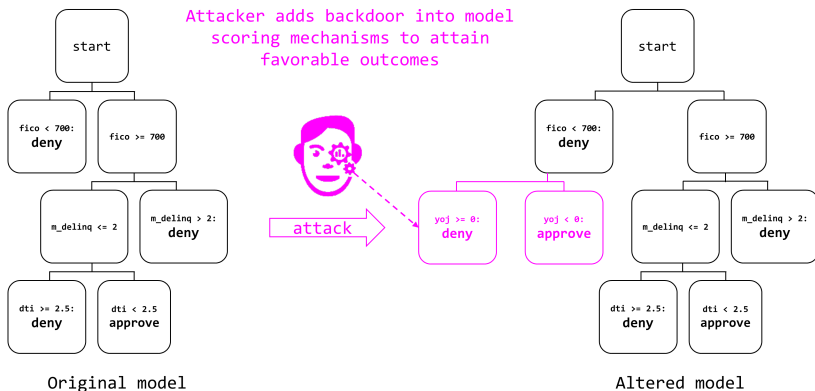 Attacker adds backdoor into model
scoring mechanisms to attain
favorable outcomes
start
fico < 700:
deny
fico >= 700
m_delinq <= 2
m_delinq > 2:
deny
dti >= 2.5:
deny
dti < 2.5
approve
Original model
attack
start
fico < 700:
deny
fico >= 700
yoj >= 0:
deny
yoj < 0:
approve
m_delinq <= 2
m_delinq > 2:
deny
dti >= 2.5:
deny
dti < 2.5
approve
Altered model